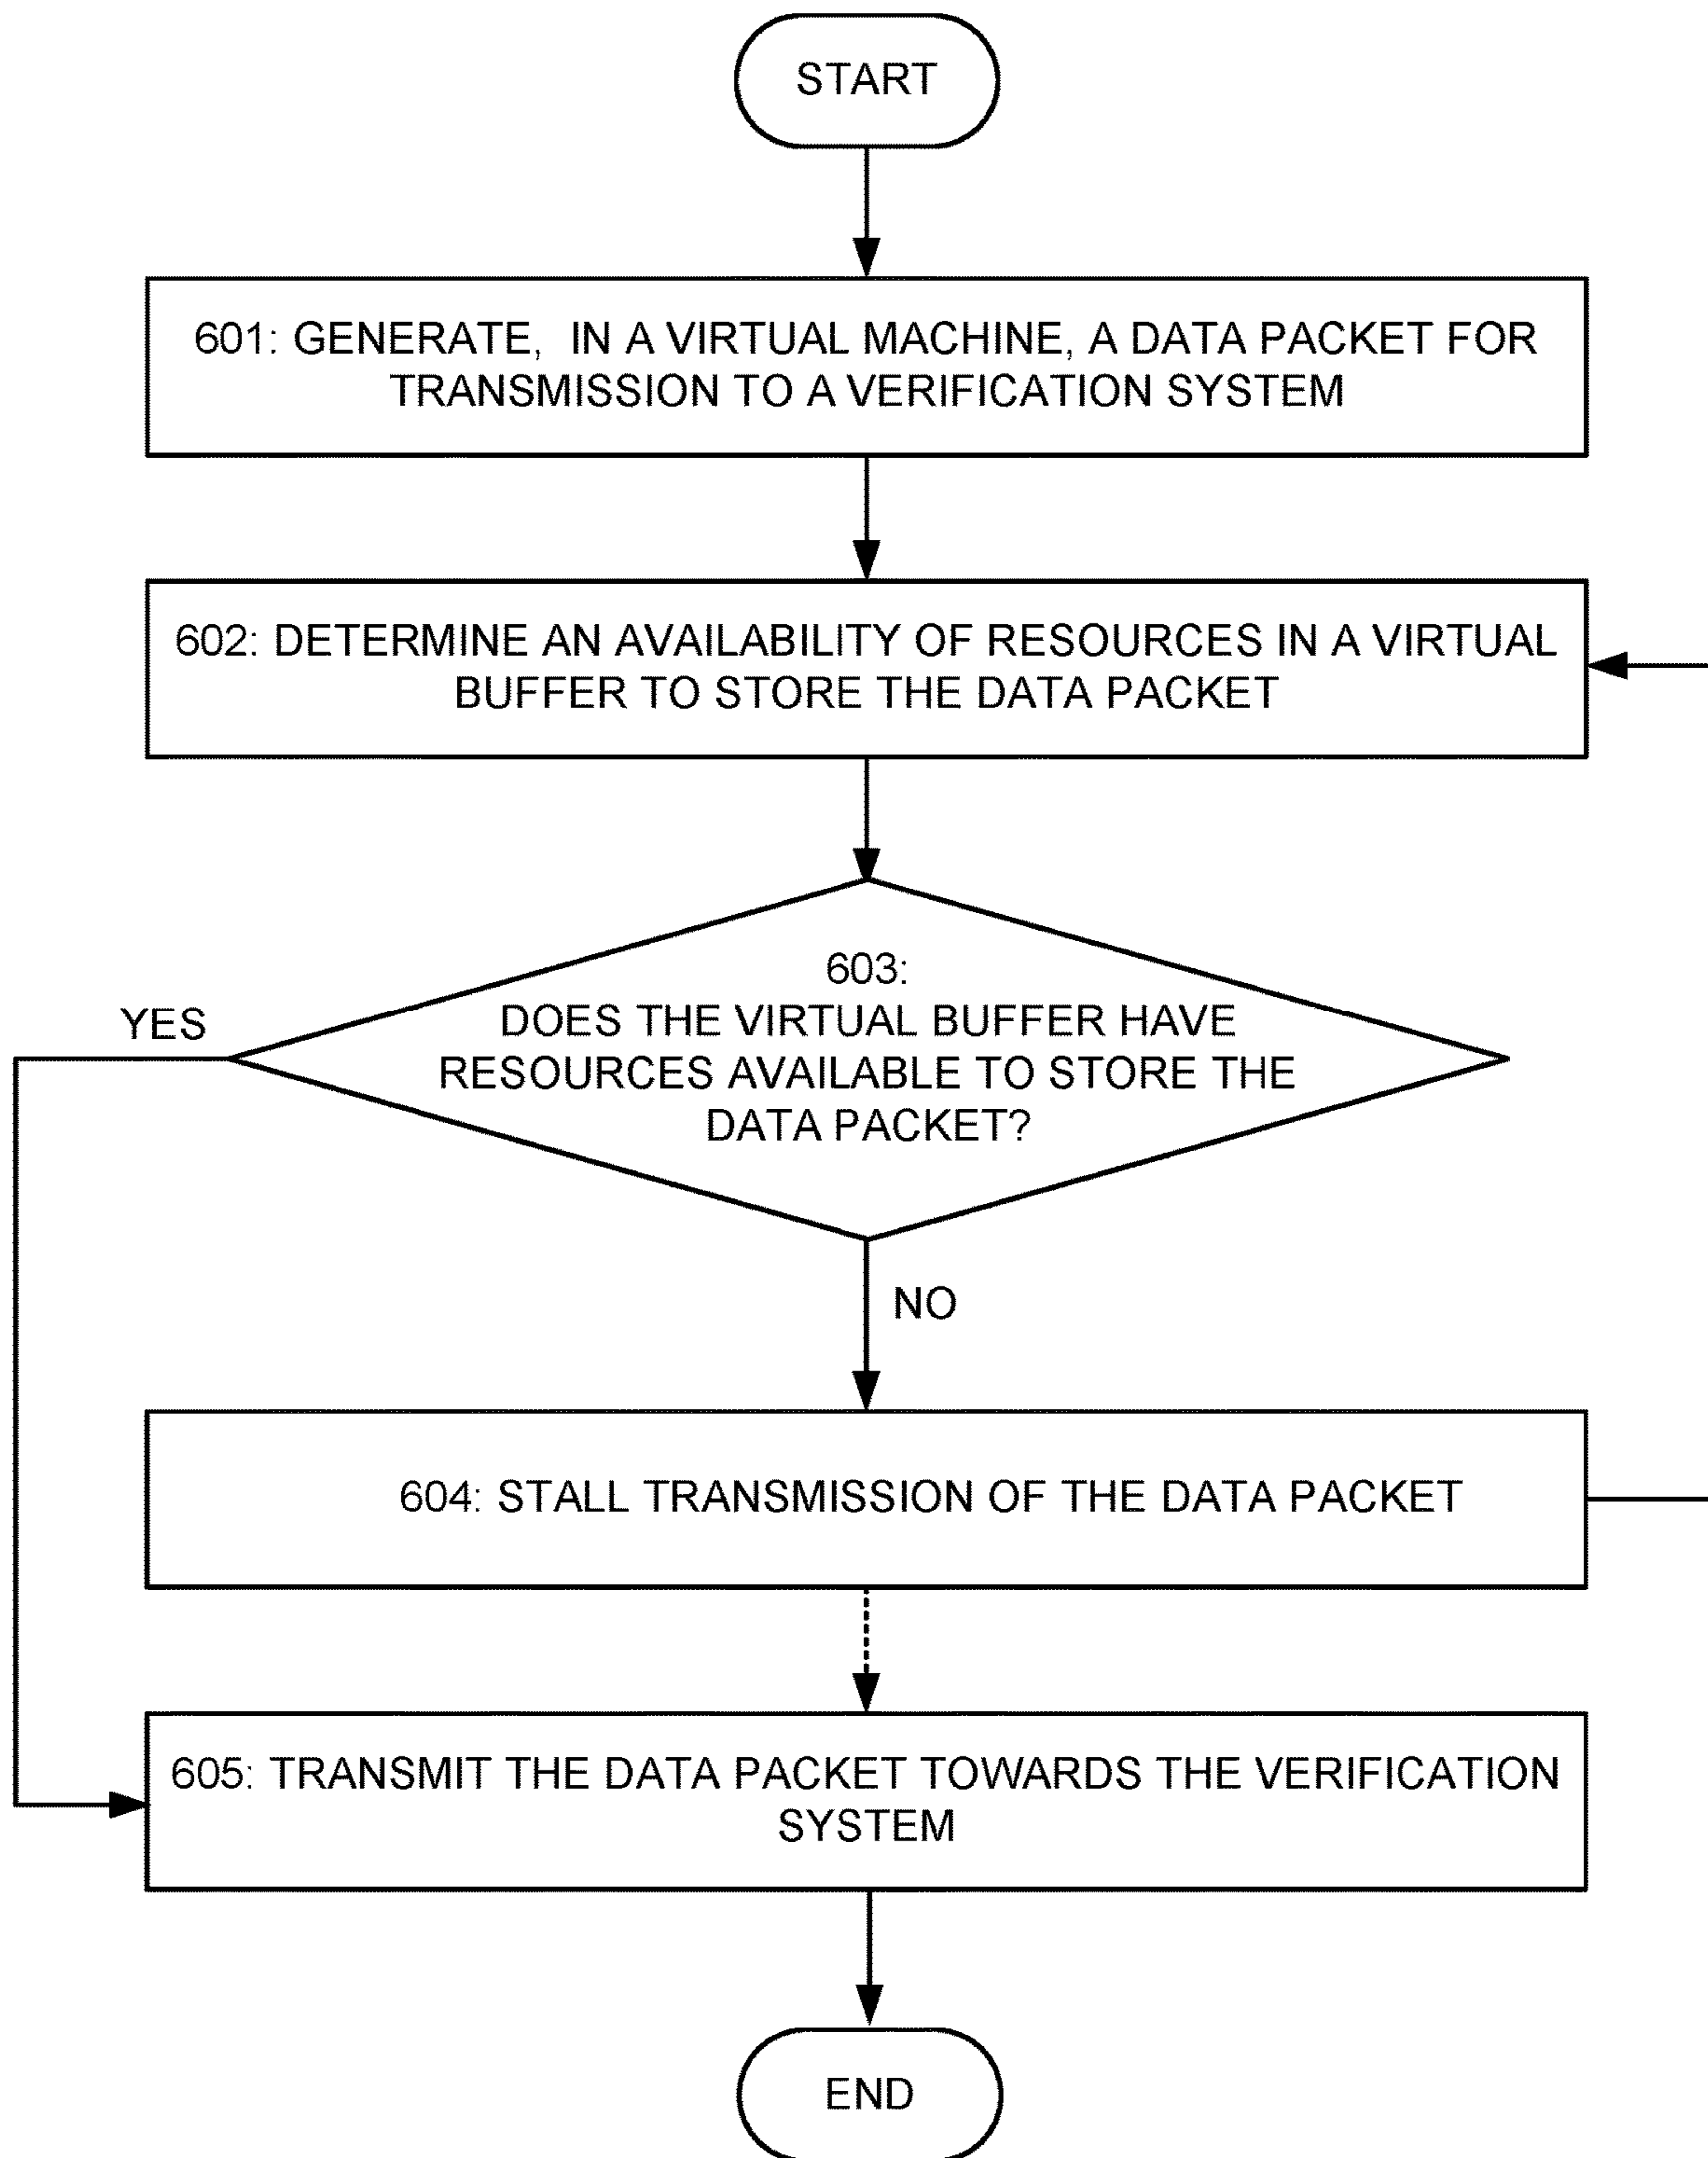 START
601: GENERATE, IN A VIRTUAL MACHINE, A DATA PACKET FOR
TRANSMISSION TO A VERIFICATION SYSTEM
602: DETERMINE AN AVAILABILITY OF RESOURCES IN A VIRTUAL
BUFFER TO STORE THE DATA PACKET
603:
DOES THE VIRTUAL BUFFER HAVE
RESOURCES AVAILABLE TO STORE THE
DATA PACKET?
YES
NO
604: STALL TRANSMISSION OF THE DATA PACKET
605: TRANSMIT THE DATA PACKET TOWARDS THE VERIFICATION
SYSTEM
END